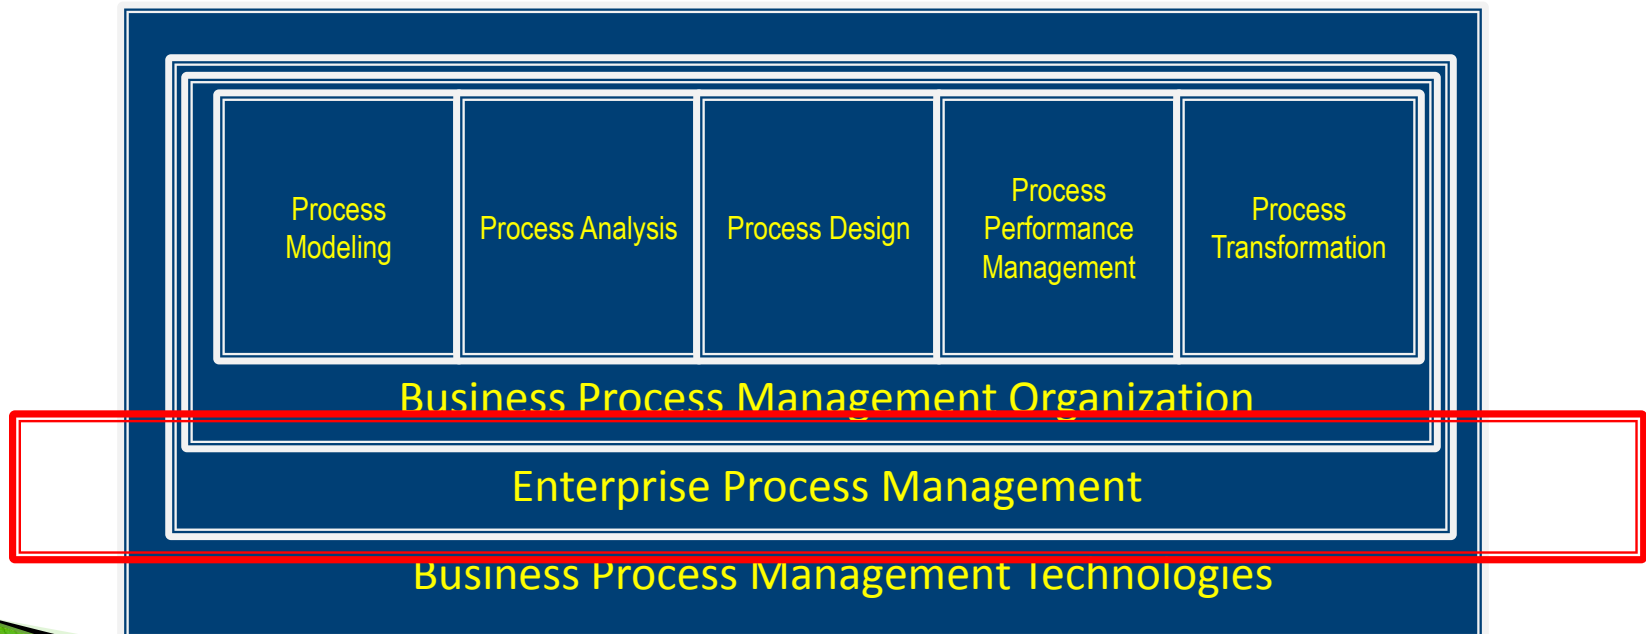 Process
Modeling
Process Analysis
Process Design
Process
Performance
Management
Process
Transformation
Business Process Management Organization
Enterprise Process Management
Business Process Management Technologies